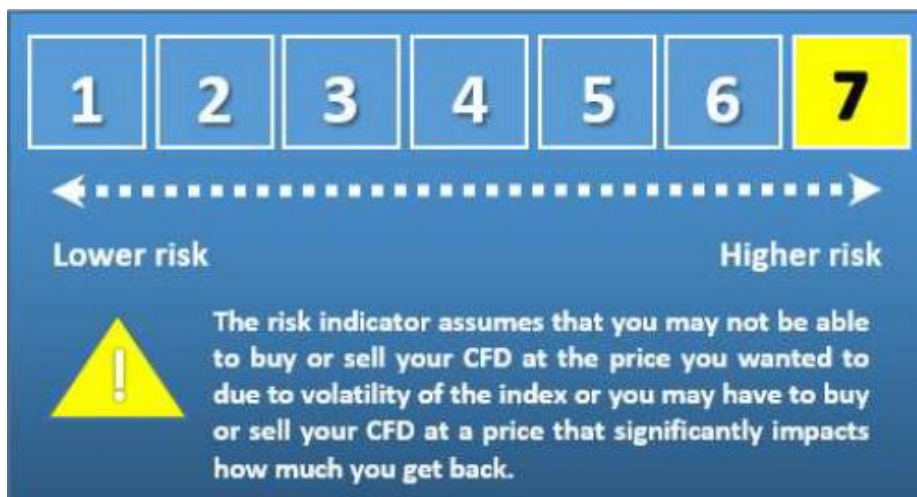 1 2 3 4 5 6 7
Lower risk Higher risk
!
The risk indicator assumes that you may not be able
to buy or sell your CFD at the price you wanted to
due to volatility of the index or you may have to buy
or sell your CFD at a price that significantly impacts
how much you get back.